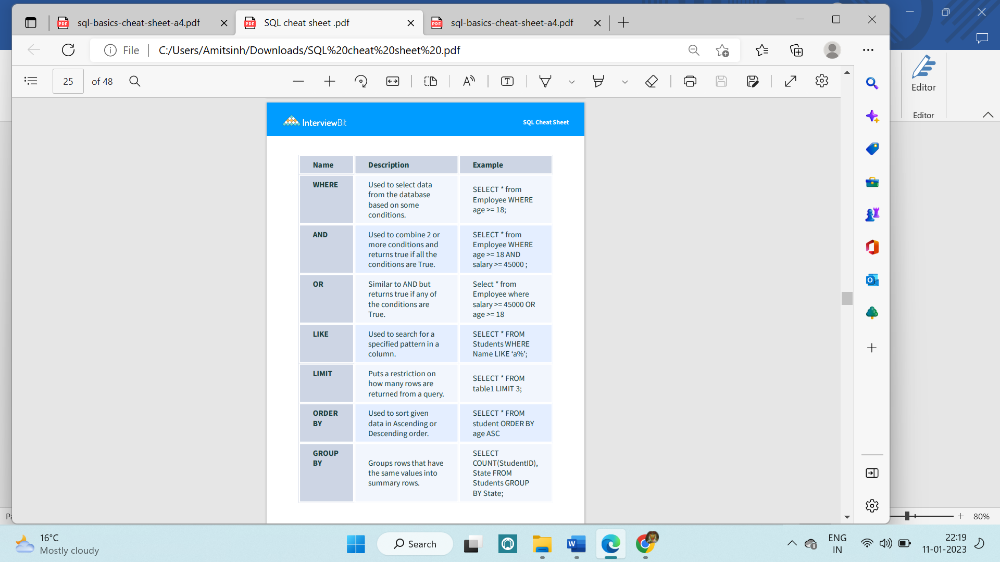 sql-basics-cheat-sheet-a4.pdf
SQL cheat sheet .pdf
sql-basics-cheat-sheet-a4.pdf
File
C:/Users/Amitsinh/Downloads/SQL%20cheat%20sheet%20.pdf
25 of 48
Editor
Editor
InterviewBit
SQL Cheat Sheet
Name Description Example
WHERE
Used to select data
from the database
based on some
conditions.
SELECT * from
Employee WHERE
age >= 18;
AND
Used to combine 2 or
more conditions and
returns true if all the
conditions are True.
SELECT * from
Employee WHERE
age >= 18 AND
salary >= 45000 ;
OR
Similar to AND but
returns true if any of
the conditions are
True.
Select * from
Employee where
salary >= 45000 OR
age >= 18
LIKE
Used to search for a
specified pattern in a
column.
SELECT * FROM
Students WHERE
Name LIKE ‘a%’;
LIMIT
Puts a restriction on
how many rows are
returned from a query.
SELECT * FROM
table1 LIMIT 3;
ORDER
BY
Used to sort given
data in Ascending or
Descending order.
SELECT * FROM
student ORDER BY
age ASC
GROUP
BY
Groups rows that have
the same values into
summary rows.
SELECT
COUNT(StudentID),
State FROM
Students GROUP
BY State;
80%
16°C
Mostly cloudy
Search
ENG
IN
22:19
11-01-2023